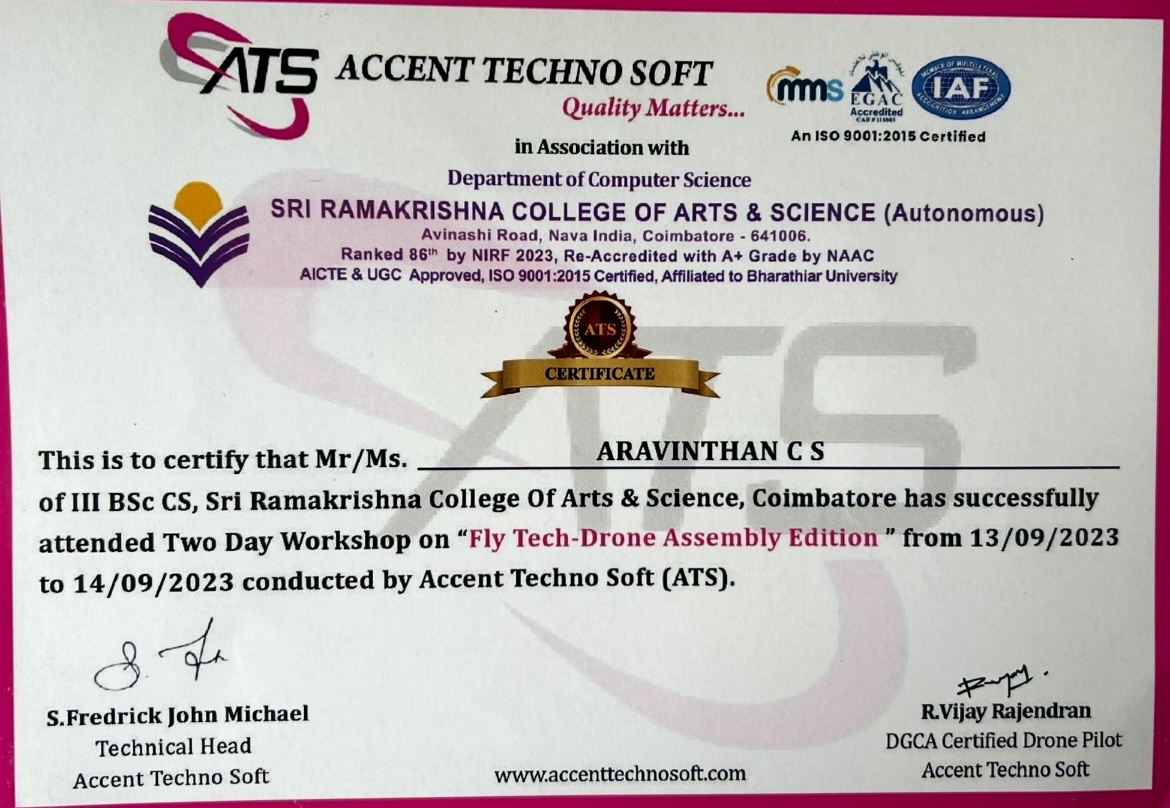 ATS ACCENT TECHNO SOFT
Quality Matters...
mms
EGAC
Accredited
IAF
An ISO 9001:2015 Certified
in Association with
Department of Computer Science
SRI RAMAKRISHNA COLLEGE OF ARTS & SCIENCE (Autonomous)
Avinashi Road, Nava India, Coimbatore - 641006.
Ranked 86th by NIRF 2023, Re-Accredited with A+ Grade by NAAC
AICTE & UGC Approved, ISO 9001:2015 Certified, Affiliated to Bharathiar University
ATS
CERTIFICATE
ATS
This is to certify that Mr/Ms. ARAVINTHAN C S
of III BSc CS, Sri Ramakrishna College Of Arts & Science, Coimbatore has successfully
attended Two Day Workshop on “Fly Tech-Drone Assembly Edition ” from 13/09/2023
to 14/09/2023 conducted by Accent Techno Soft (ATS).
S.Fredrick John Michael
Technical Head
Accent Techno Soft
www.accenttechnosoft.com
R.Vijay Rajendran
DGCA Certified Drone Pilot
Accent Techno Soft